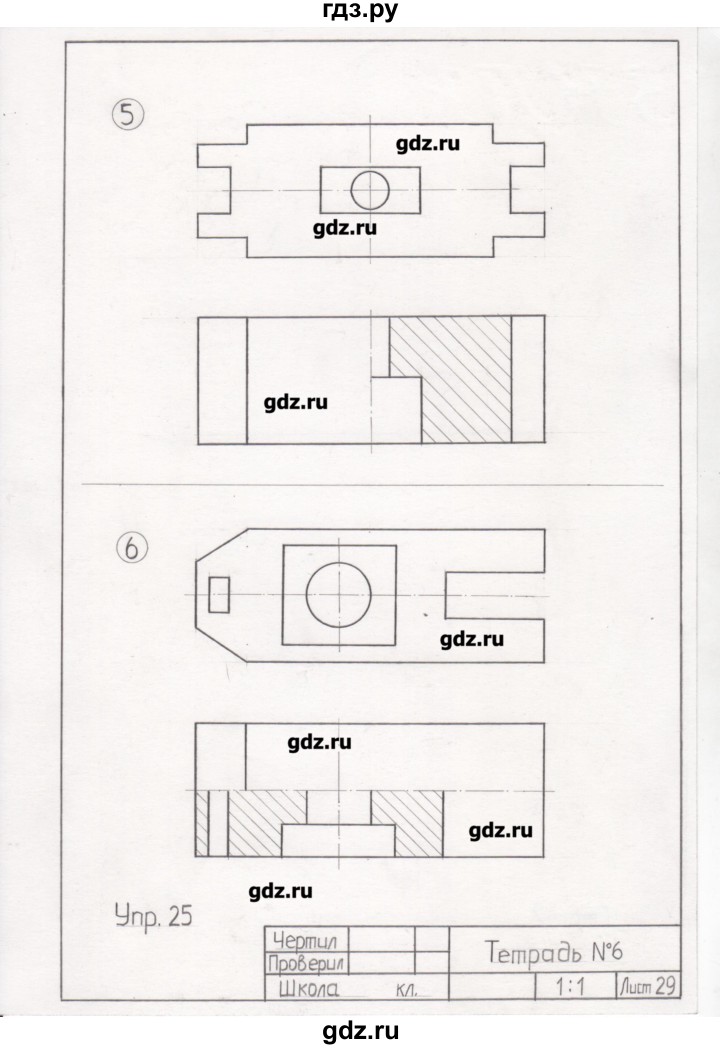 гдз.ру
5
gdz.ru
gdz.ru
gdz.ru
6
gdz.ru
gdz.ru
gdz.ru
gdz.ru
Упр. 25
Чертил
Проверил
Тетрадь №6
Школа кл.
1:1
Лист 29
gdz.ru